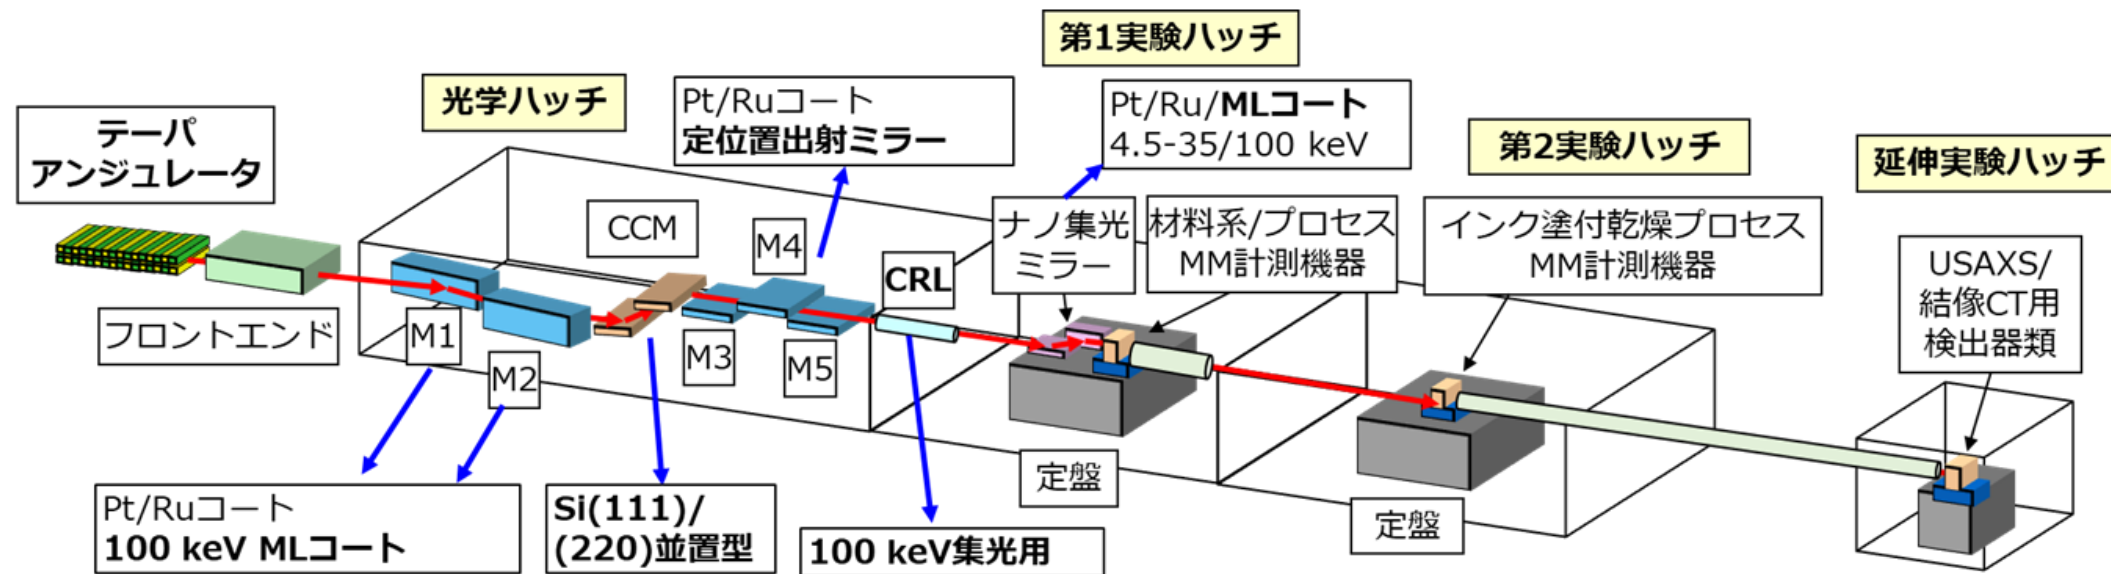 第1実験ハッチ
光学ハッチ
Pt/Ruコート
定位置出射ミラー
Pt/Ru/MLコート
4.5-35/100 keV
テーパ
アンジュレータ
第2実験ハッチ
延伸実験ハッチ
CCM
M4
CRL
ナノ集光
ミラー
材料系/プロセス
MM計測機器
インク塗付乾燥プロセス
MM計測機器
USAXS/
結像CT用
検出器類
フロントエンド
M1
M2
M3
M5
定盤
定盤
Pt/Ruコート
100 keV MLコート
Si(111)/
(220)並置型
100 keV集光用